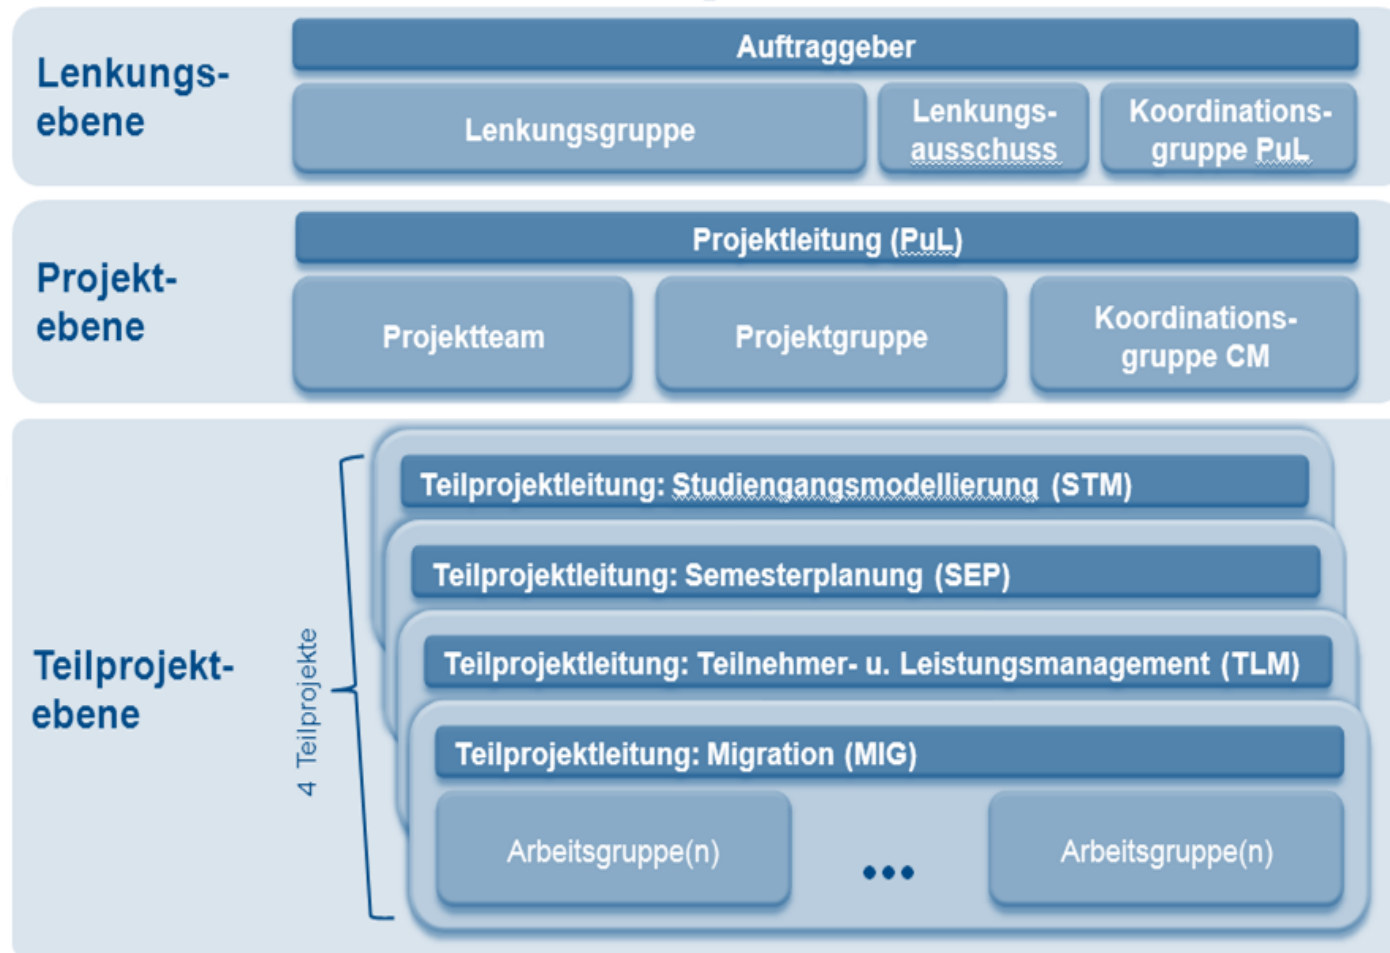 Lenkungs-
ebene
Auftraggeber
Lenkungsgruppe
Lenkungs-
ausschuss
Koordinations-
gruppe PuL
Projekt-
ebene
Projektleitung (PuL)
Projektteam
Projektgruppe
Koordinations-
gruppe CM
Teilprojekt-
ebene
4 Teilprojekte
Teilprojektleitung: Studiengangsmodellierung (STM)
Teilprojektleitung: Semesterplanung (SEP)
Teilprojektleitung: Teilnehmer- u. Leistungsmanagement (TLM)
Teilprojektleitung: Migration (MIG)
Arbeitsgruppe(n)
...
Arbeitsgruppe(n)